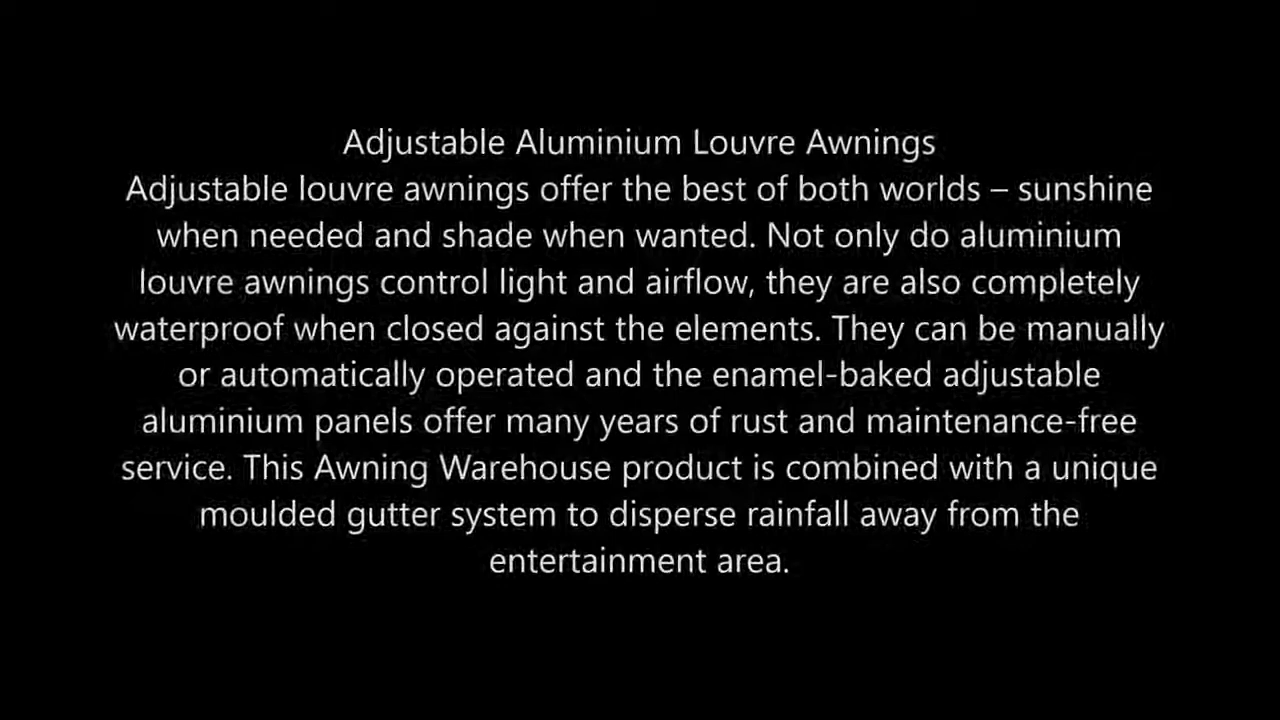 Adjustable Aluminium Louvre Awnings
Adjustable louvre awnings offer the best of both worlds – sunshine
when needed and shade when wanted. Not only do aluminium
louvre awnings control light and airflow, they are also completely
waterproof when closed against the elements. They can be manually
or automatically operated and the enamel-baked adjustable
aluminium panels offer many years of rust and maintenance-free
service. This Awning Warehouse product is combined with a unique
moulded gutter system to disperse rainfall away from the
entertainment area.